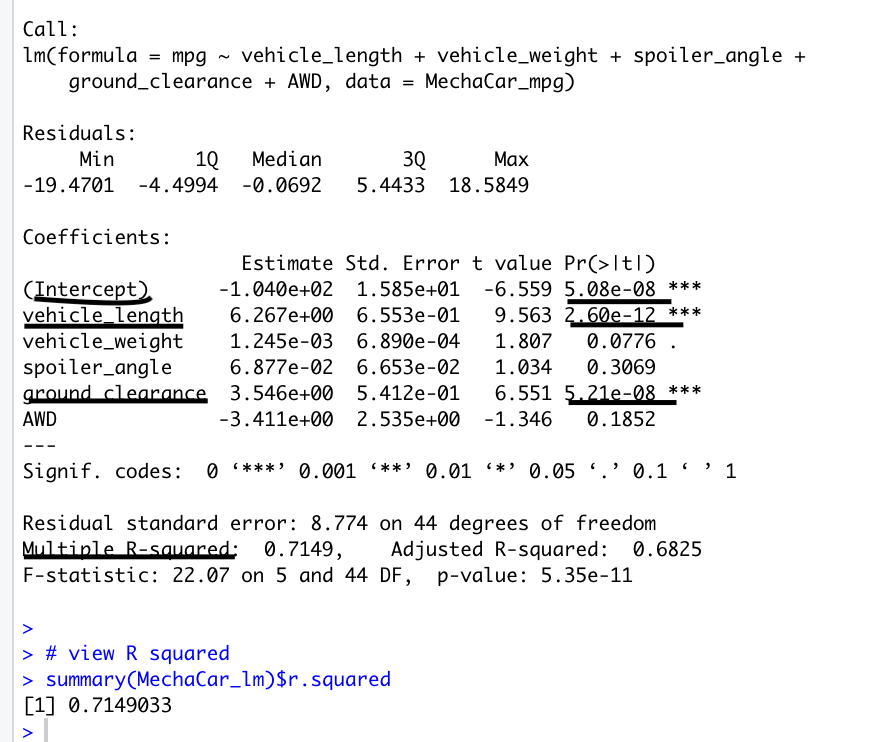 Call:
lm(formula = mpg ~ vehicle_length + vehicle_weight + spoiler_angle +
    ground_clearance + AWD, data = MechaCar_mpg)
Residuals:
     Min       1Q   Median       3Q      Max
-19.4701  -4.4994  -0.0692   5.4433  18.5849
Coefficients:
                   Estimate Std. Error t value Pr(>|t|)
(Intercept)      -1.040e+02  1.585e+01  -6.559 5.08e-08 ***
vehicle_length    6.267e+00  6.553e-01   9.563 2.60e-12 ***
vehicle_weight    1.245e-03  6.890e-04   1.807   0.0776 .
spoiler_angle     6.877e-02  6.653e-02   1.034   0.3069
ground_clearance  3.546e+00  5.412e-01   6.551 5.21e-08 ***
AWD              -3.411e+00  2.535e+00  -1.346   0.1852
---
Signif. codes:  0 ‘***’ 0.001 ‘**’ 0.01 ‘*’ 0.05 ‘.’ 0.1 ‘ ’ 1
Residual standard error: 8.774 on 44 degrees of freedom
Multiple R-squared:  0.7149,    Adjusted R-squared:  0.6825
F-statistic: 22.07 on 5 and 44 DF,  p-value: 5.35e-11
>
> # view R squared
> summary(MechaCar_lm)$r.squared
[1] 0.7149033
>